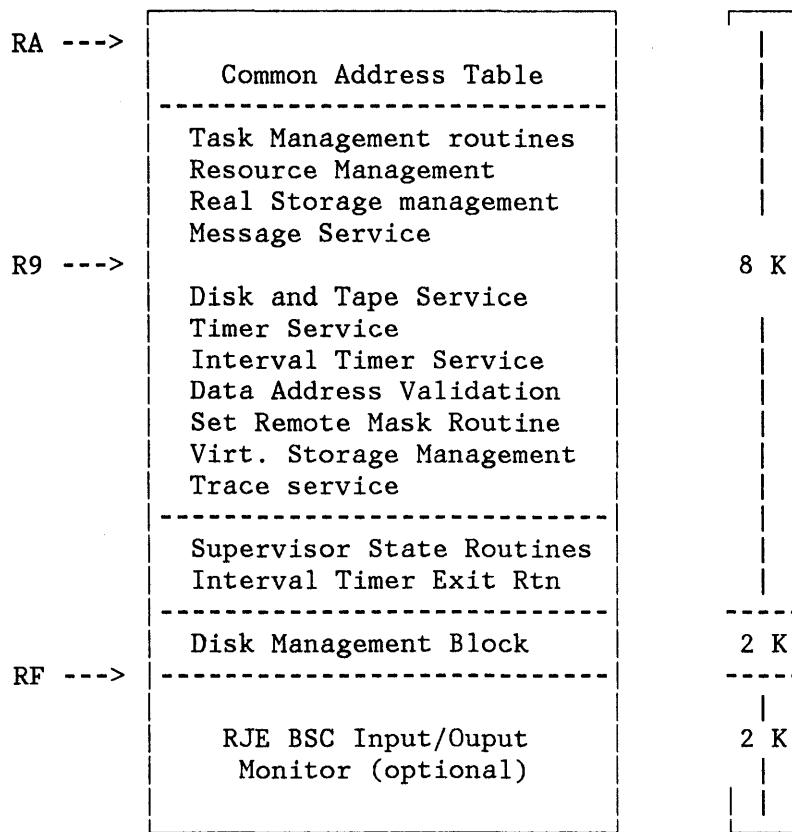 RA --->
Common Address Table
Task Management routines
Resource Management
Real Storage management
Message Service
R9 ---> 8 K
Disk and Tape Service
Timer Service
Interval Timer Service
Data Address Validation
Set Remote Mask Routine
Virt. Storage Management
Trace service
Supervisor State Routines
Interval Timer Exit Rtn
Disk Management Block 2 K
RF --->
RJE BSC Input/Ouput 2 K
Monitor (optional)